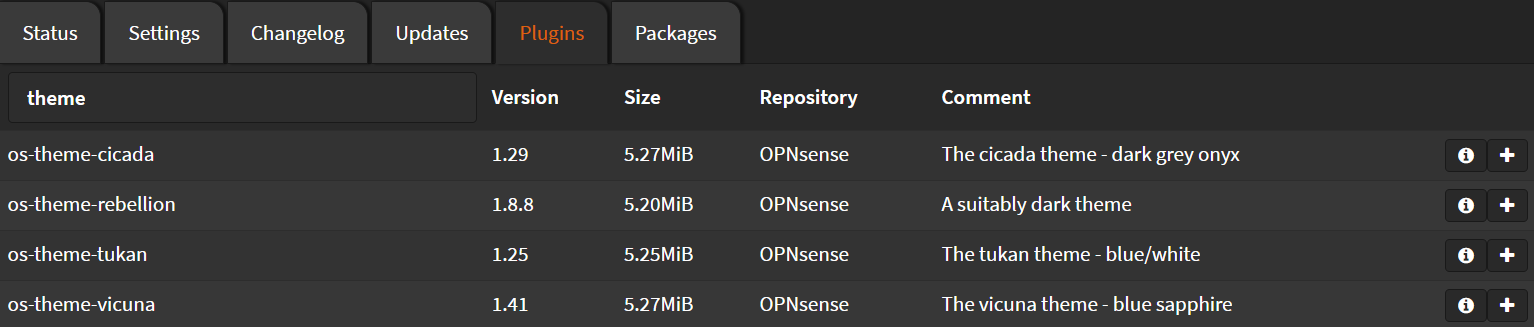 Status Settings Changelog Updates Plugins Packages
theme Version Size Repository Comment
os-theme-cicada 1.29 5.27MiB OPNsense The cicada theme - dark grey onyx
os-theme-rebellion 1.8.8 5.20MiB OPNsense A suitably dark theme
os-theme-tukan 1.25 5.25MiB OPNsense The tukan theme - blue/white
os-theme-vicuna 1.41 5.27MiB OPNsense The vicuna theme - blue sapphire